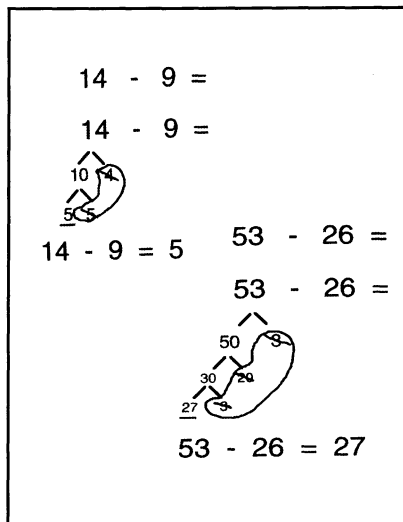 14 - 9 =
14 - 9 =
10 4
5 5
14 - 9 = 5
53 - 26 =
53 - 26 =
50 3
30 20
27 3
53 - 26 = 27